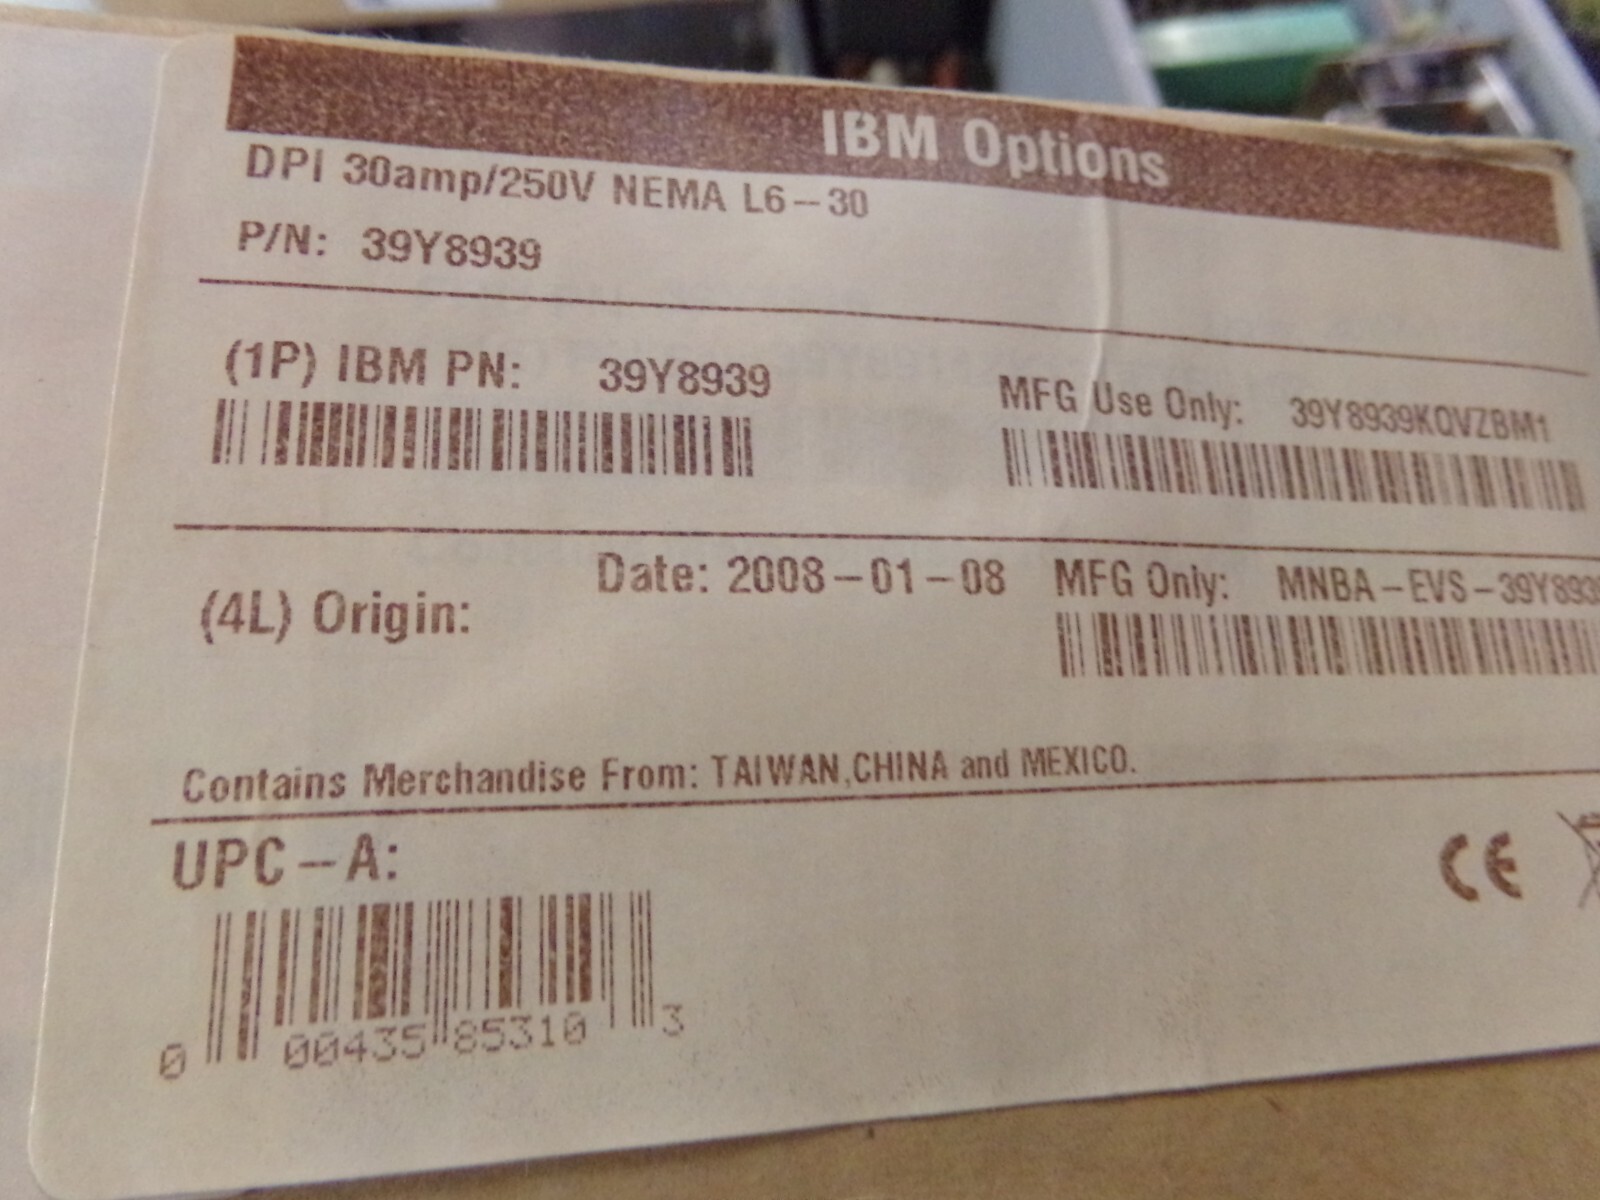 IBM Options
DPI 30amp/250V NEMA L6-30
P/N: 39Y8939
(1P) IBM PN: 39Y8939
MFG Use Only: 39Y8939KQVZBM1
Date: 2008-01-08
MFG Only: MNBA-EVS-39Y893
(4L) Origin:
Contains Merchandise From: TAIWAN,CHINA and MEXICO.
UPC-A:
CE
0 00435 85310 3